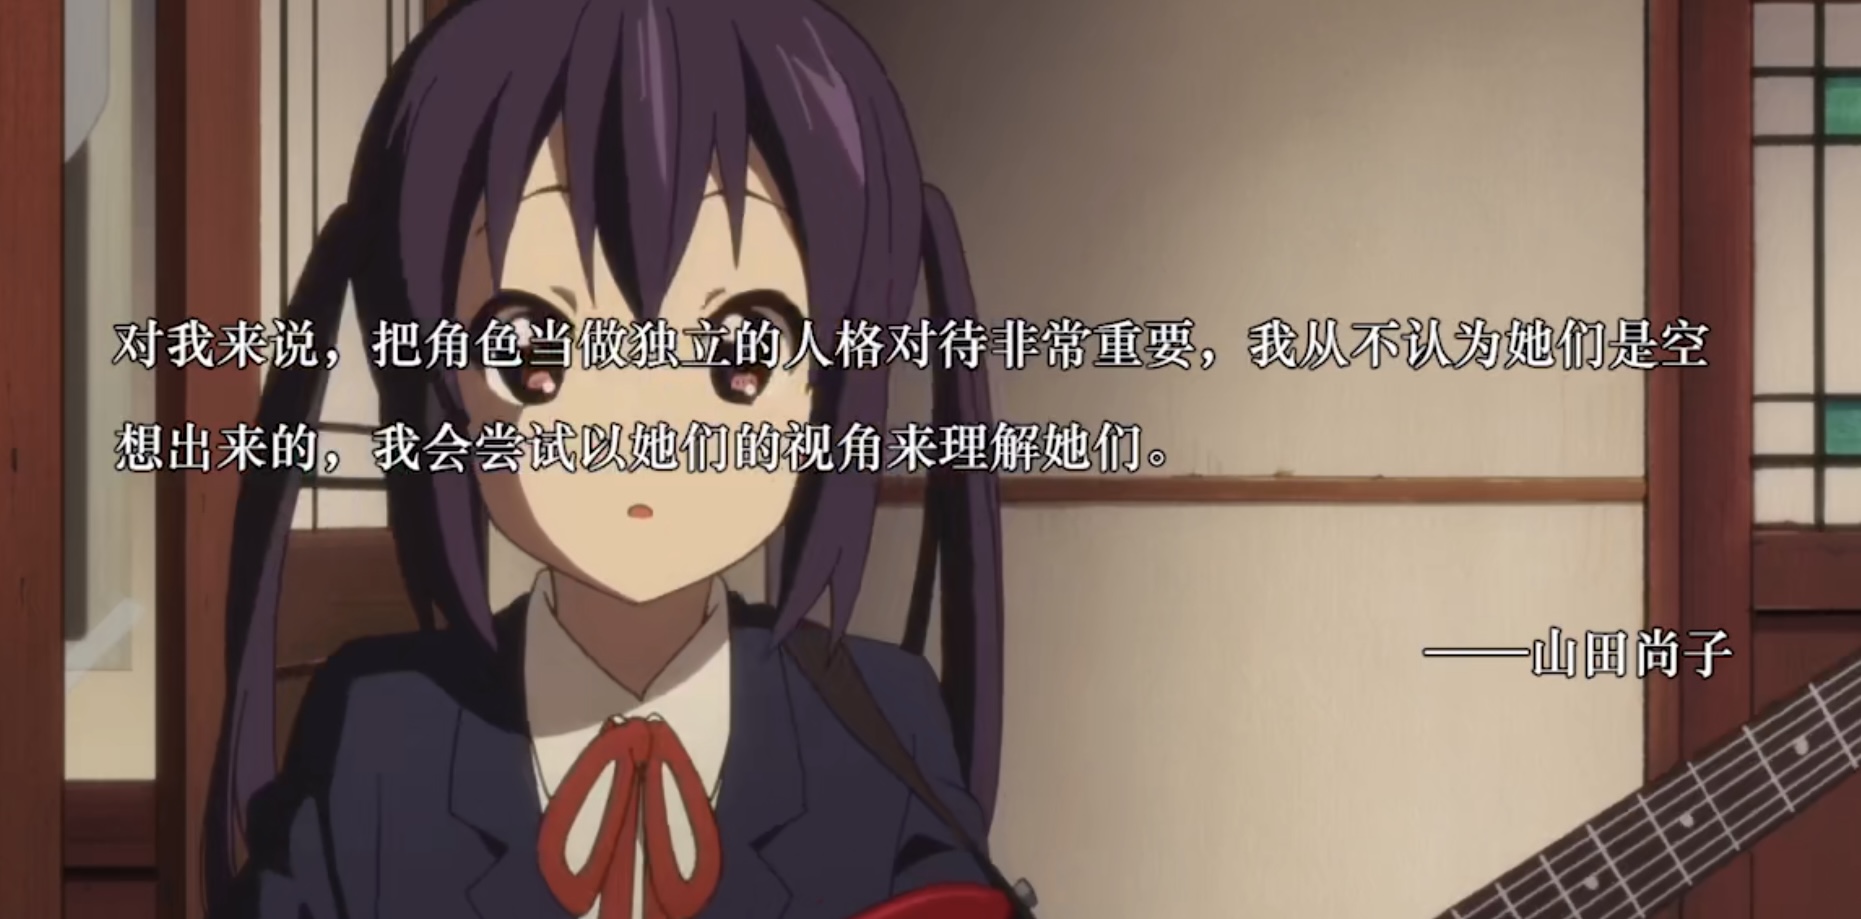 对我来说，把角色当做独立的人格对待非常重要，我从不认为她们是空
想出来的，我会尝试以她们的视角来理解她们。
——山田尚子